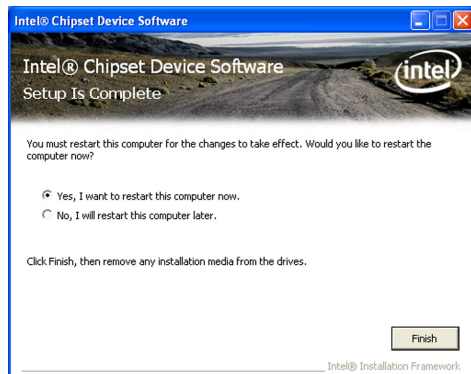 Intel® Chipset Device Software
Intel® Chipset Device Software
intel
Setup Is Complete
You must restart this computer for the changes to take effect. Would you like to restart the
computer now?
Yes, I want to restart this computer now.
No, I will restart this computer later.
Click Finish, then remove any installation media from the drives.
Finish
Intel® Installation Framework